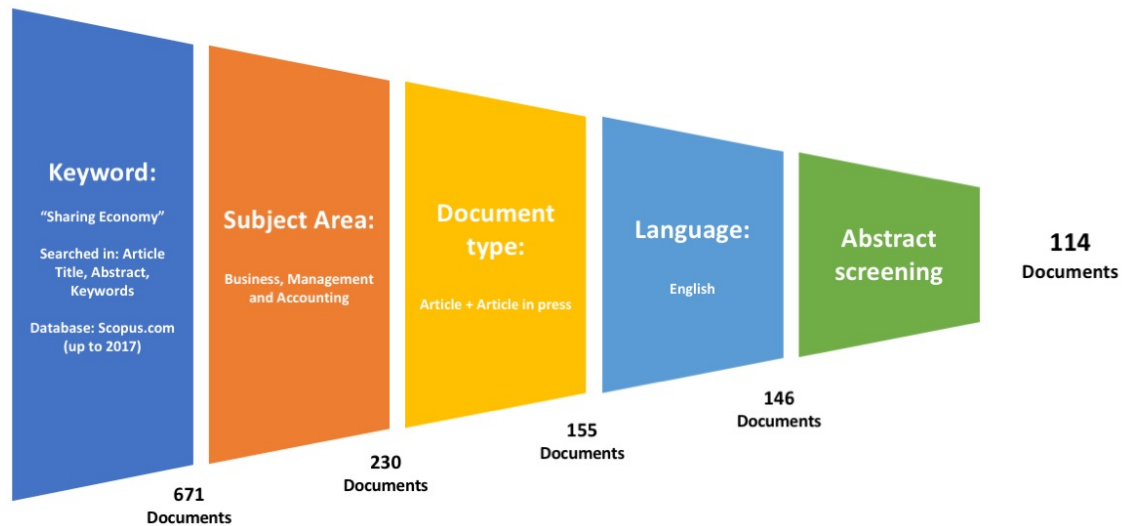 Keyword:
“Sharing Economy”
Searched in: Article
Title, Abstract,
Keywords
Database: Scopus.com
(up to 2017)
671
Documents
Subject Area:
Business, Management
and Accounting
230
Documents
Document
type:
Article + Article in press
155
Documents
Language:
English
146
Documents
Abstract
screening
114
Documents